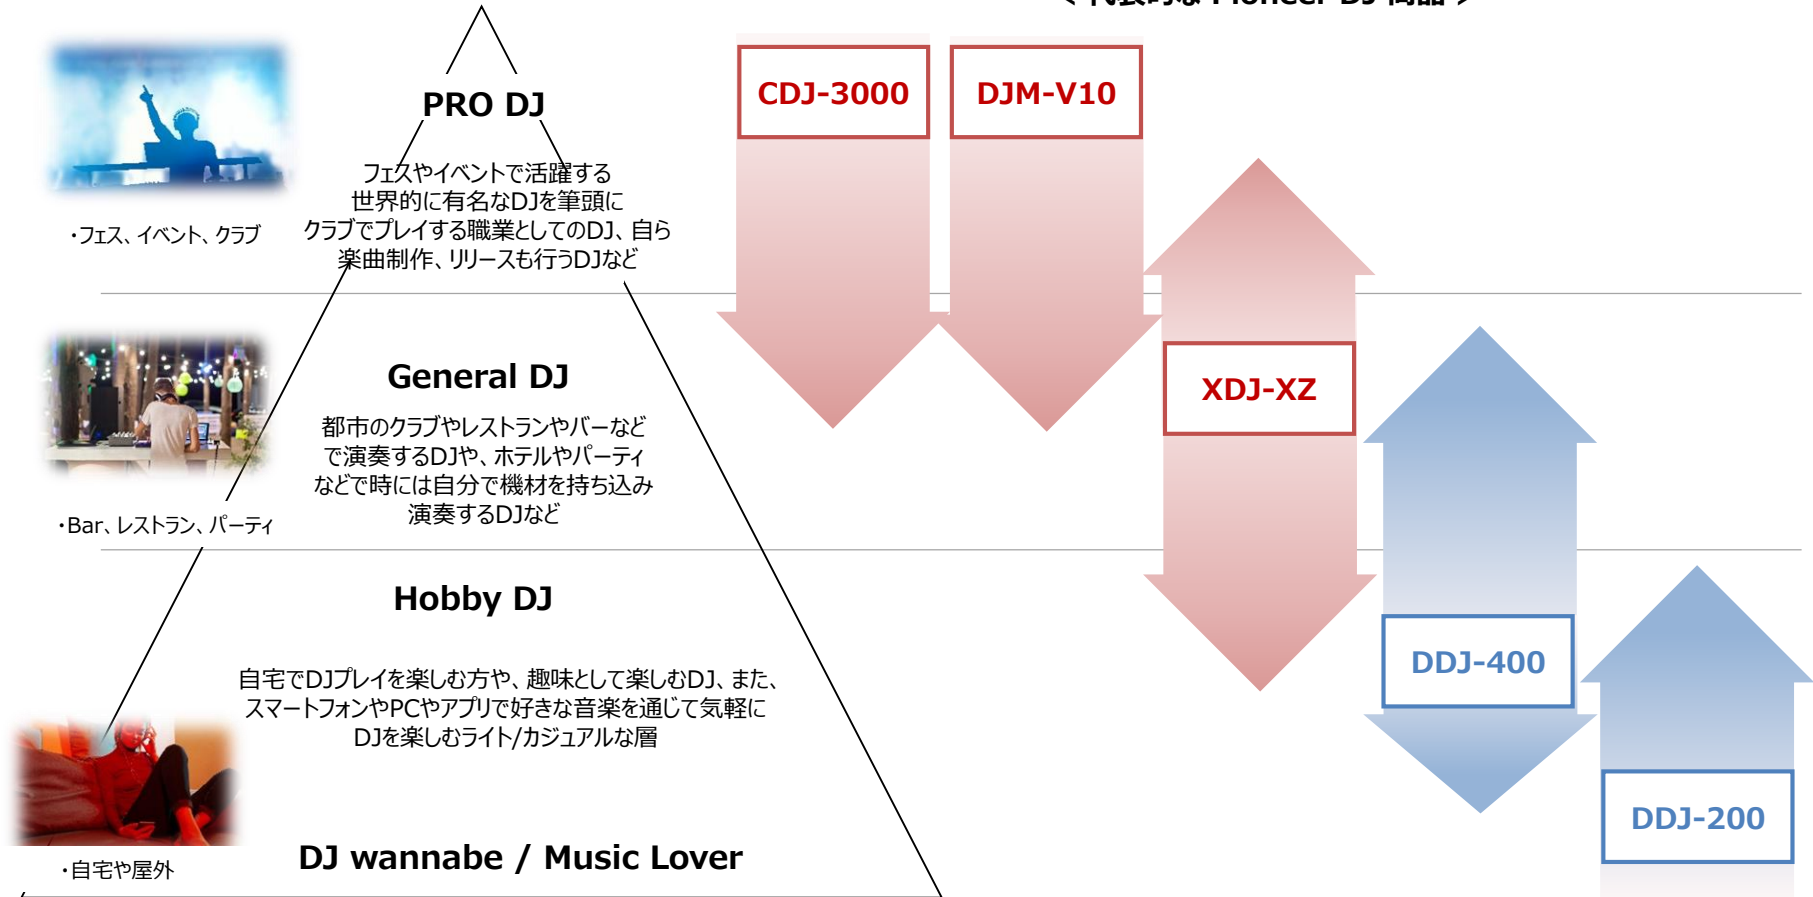 < 代表的な Pioneer DJ 商品 >
PRO DJ
フェスやイベントで活躍する
世界的に有名なDJを筆頭に
クラブでプレイする職業としてのDJ、自ら
楽曲制作、リリースも行うDJなど
・フェス、イベント、クラブ
CDJ-3000
DJM-V10
General DJ
都市のクラブやレストランやバーなど
で演奏するDJや、ホテルやパーティ
などで時には自分で機材を持ち込み
演奏するDJなど
・Bar、レストラン、パーティ
XDJ-XZ
Hobby DJ
自宅でDJプレイを楽しむ方や、趣味として楽しむDJ、また、
スマートフォンやPCやアプリで好きな音楽を通じて気軽に
DJを楽しむライト/カジュアルな層
DDJ-400
DDJ-200
DJ wannabe / Music Lover
・自宅や屋外